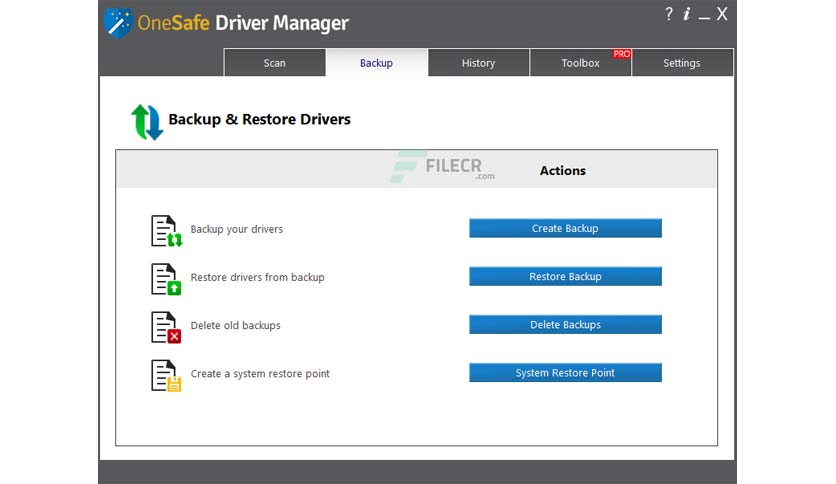 OneSafe Driver Manager
? i _ X
Scan
Backup
History
Toolbox
PRO
Settings
Backup & Restore Drivers
FILECR
.com
Actions
Backup your drivers
Create Backup
Restore drivers from backup
Restore Backup
Delete old backups
Delete Backups
Create a system restore point
System Restore Point